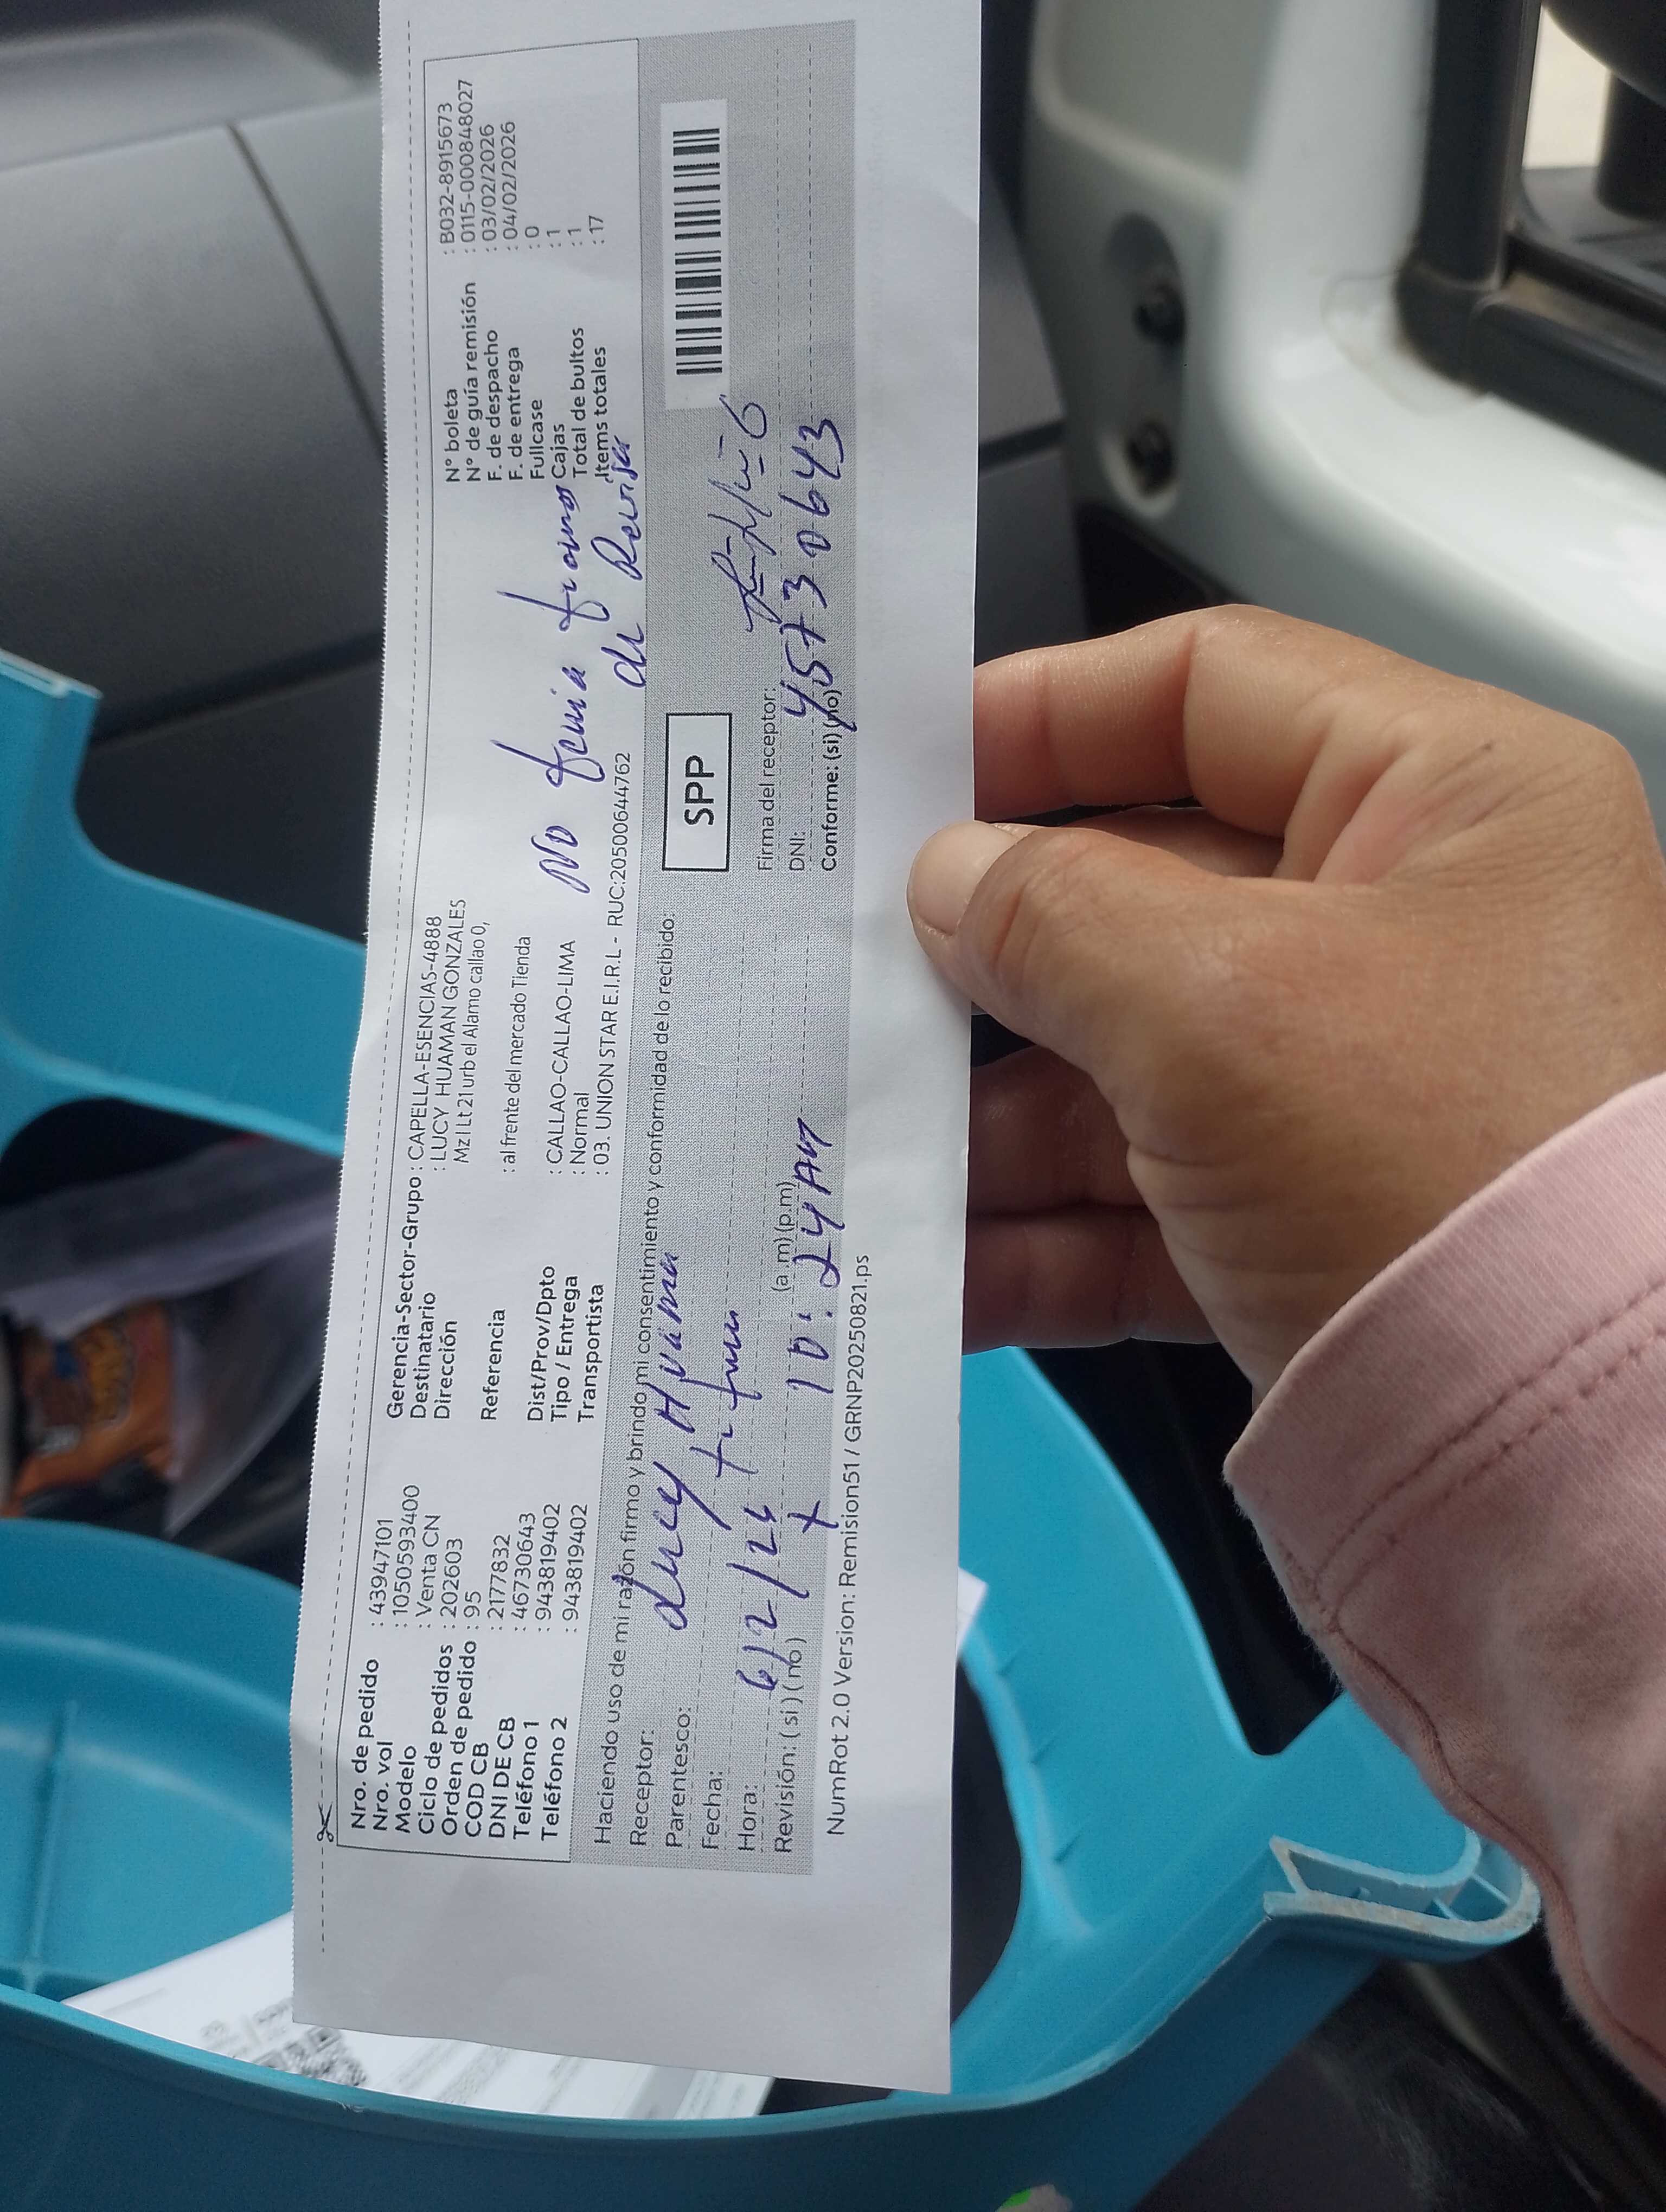 Nro. de pedido : 43947101
Nro. vol : 1050593400
Modelo : Venta CN
Ciclo de pedidos : 202603
Orden de pedido : 95
COD CB : 2177832
DNI DE CB : 46730643
Teléfono 1 : 943819402
Teléfono 2 : 943819402
Gerencia-Sector-Grupo : CAPELLA-ESENCIAS-4888
Destinatario : LUCY HUAMAN GONZALES
Dirección Mz I Lt 21 urb el Alamo callao 0,
Referencia : al frente del mercado Tienda
Dist/Prov/Dpto : CALLAO-CALLAO-LIMA
Tipo / Entrega : Normal
Transportista : 03. UNION STAR E.I.R.L - RUC:20500644762
N° boleta : B032-8915673
N° de guía remisión : 0115-0000848027
F. de despacho : 03/02/2026
F. de entrega : 04/02/2026
Fullcase : 0
Cajas : 1
Total de bultos : 1
Items totales : 17
No tenia
de Revisar
Haciendo uso de mi razón firmo y brindo mi consentimiento y conformidad de lo recibido.
Receptor: Lucy Huáman
Parentesco:
Fecha: 6/2/26
Hora: 10:24 AM (a.m) (p.m)
Revisión: (si) (no)
SPP
Firma del receptor:
DNI: 45730643
Conforme: (si) (no)
NumRot 2.0 Version: Remision51 / GRNP20250821.ps